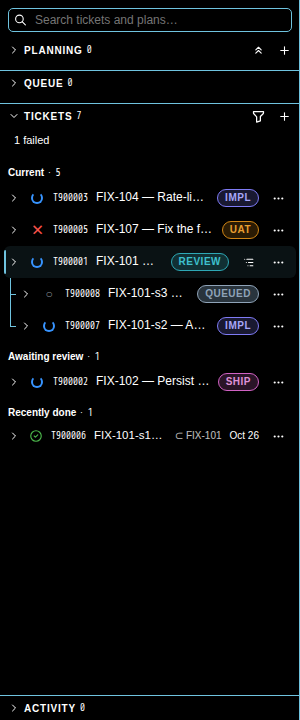 Search tickets and plans…
PLANNING 0
QUEUE 0
TICKETS 7
1 failed
Current · 5
T900003 FIX-104 — Rate-li… IMPL
T900005 FIX-107 — Fix the f… UAT
T900001 FIX-101 … REVIEW
T900008 FIX-101-s3 … QUEUED
T900007 FIX-101-s2 — A… IMPL
Awaiting review · 1
T900002 FIX-102 — Persist … SHIP
Recently done · 1
T900006 FIX-101-s1… ⊂ FIX-101 Oct 26
ACTIVITY 0